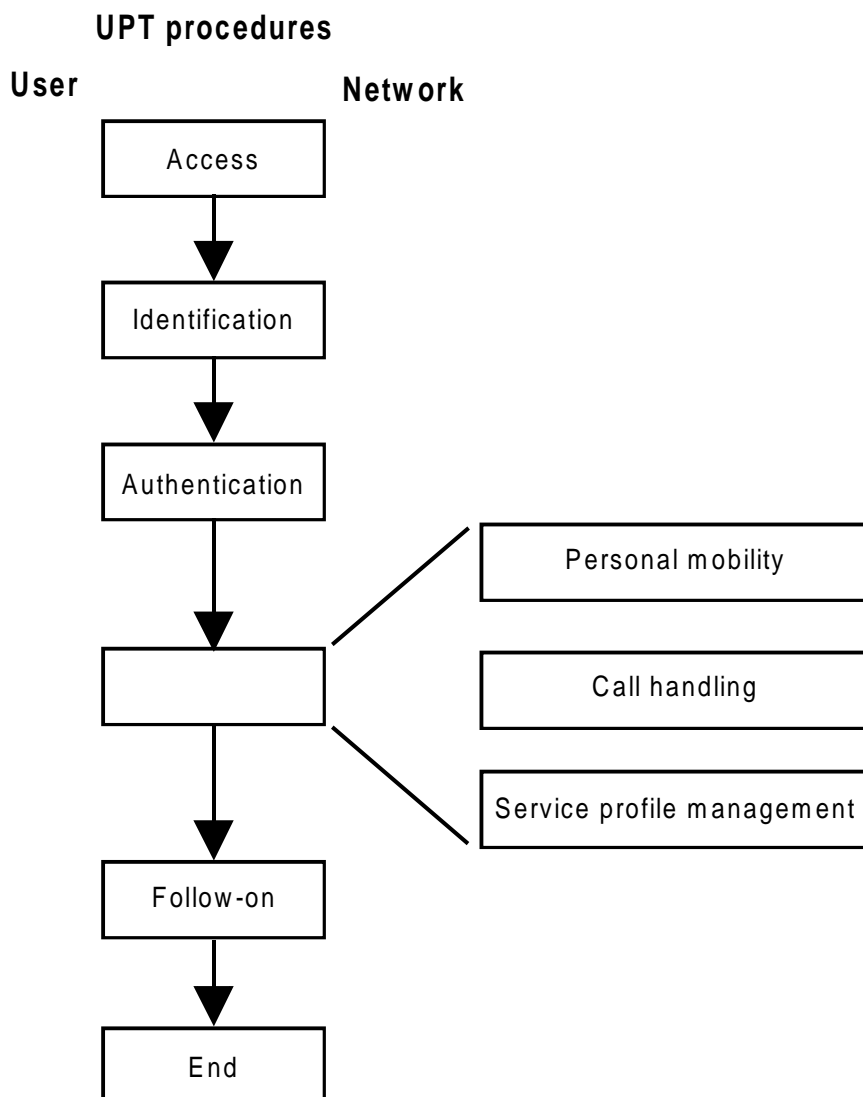 UPT procedures
User
Network
Access
Identification
Authentication
Personal mobility
Call handling
Service profile management
Follow-on
End